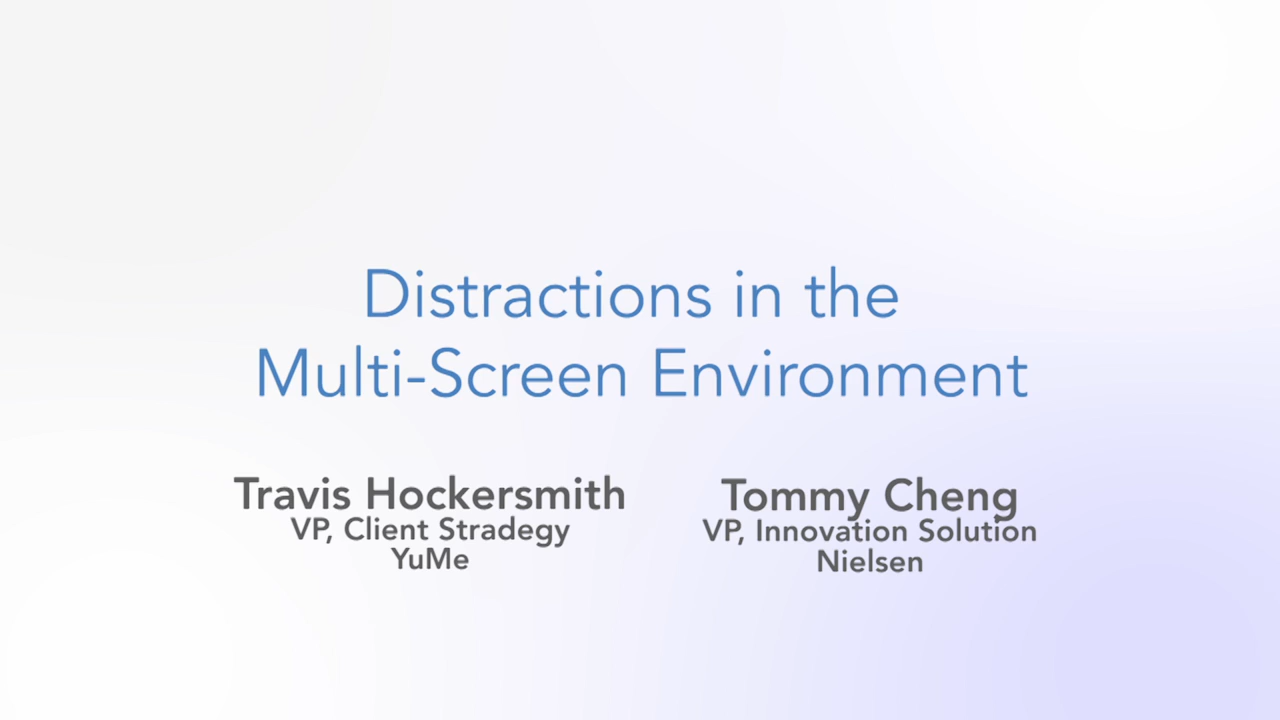 Distractions in the
Multi-Screen Environment
Travis Hockersmith
VP, Client Stradegy
YuMe
Tommy Cheng
VP, Innovation Solution
Nielsen